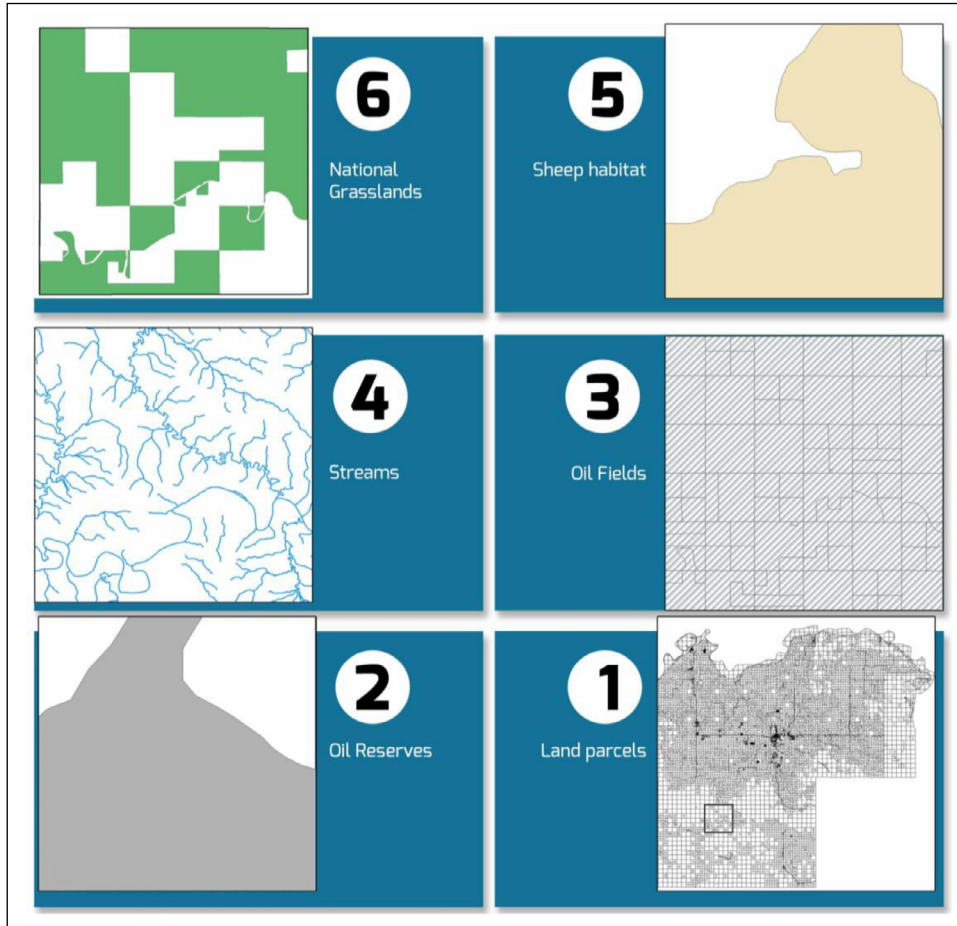 6
National
Grasslands
5
Sheep habitat
4
Streams
3
Oil Fields
2
Oil Reserves
1
Land parcels